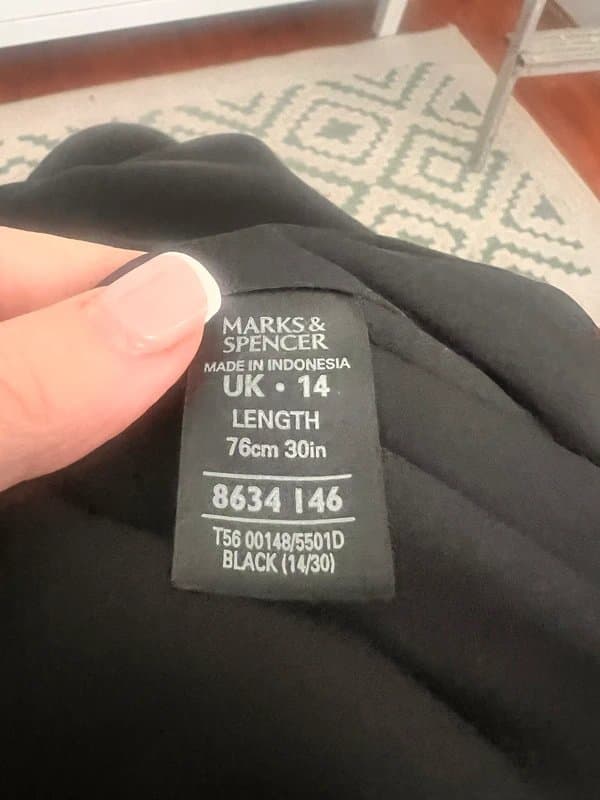 MARKS &
SPENCER
MADE IN INDONESIA
UK • 14
LENGTH
76cm 30in
8634 146
T56 00148/5501D
BLACK (14/30)